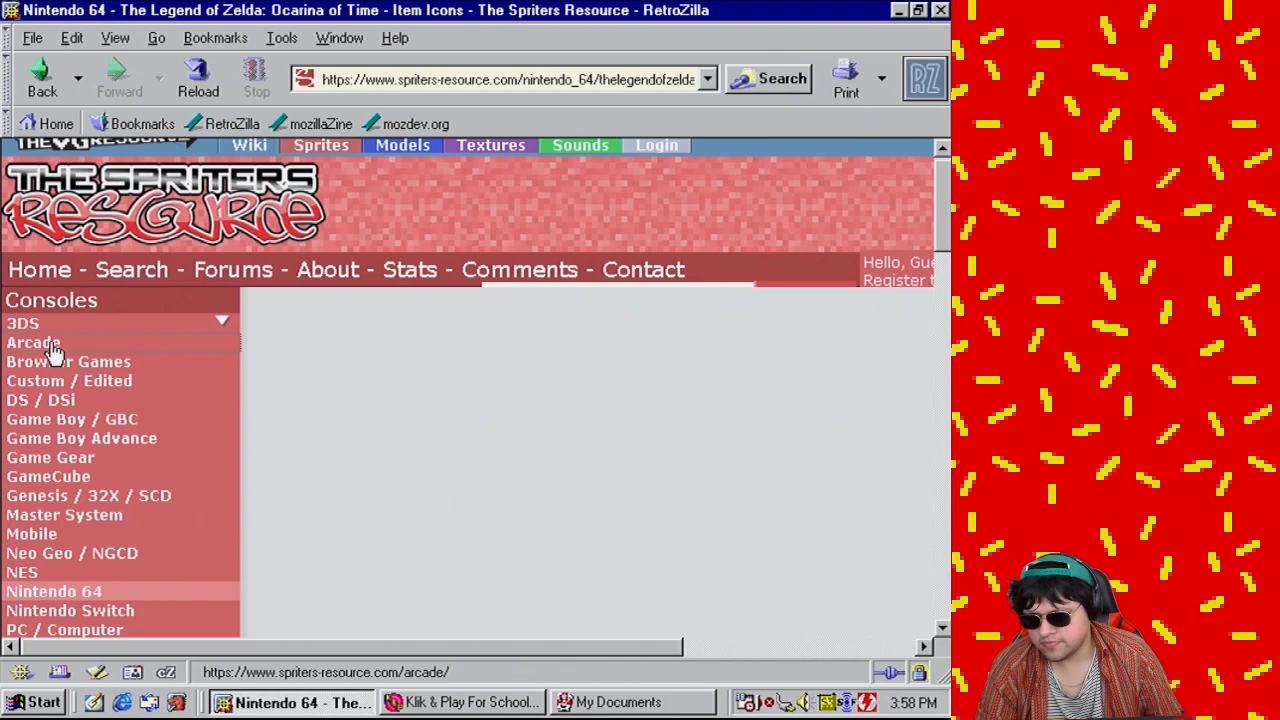 Nintendo 64 - The Legend of Zelda: Ocarina of Time - Item Icons - The Spriters Resource - RetroZilla
File Edit View Go Bookmarks Tools Window Help
Back Forward Reload Stop https://www.spriters-resource.com/nintendo_64/thelegendofzelda Search Print RZ
Home Bookmarks RetroZilla mozillaZine mozdev.org
Wiki Sprites Models Textures Sounds Login
THE SPRITERS
RESOURCE
Home - Search - Forums - About - Stats - Comments - Contact
Hello, Gue
Register t
Consoles
3DS
Arcade
Browser Games
Custom / Edited
DS / DSi
Game Boy / GBC
Game Boy Advance
Game Gear
GameCube
Genesis / 32X / SCD
Master System
Mobile
Neo Geo / NGCD
NES
Nintendo 64
Nintendo Switch
PC / Computer
https://www.spriters-resource.com/arcade/
Start Nintendo 64 - The... Klik & Play For School... My Documents 3:58 PM